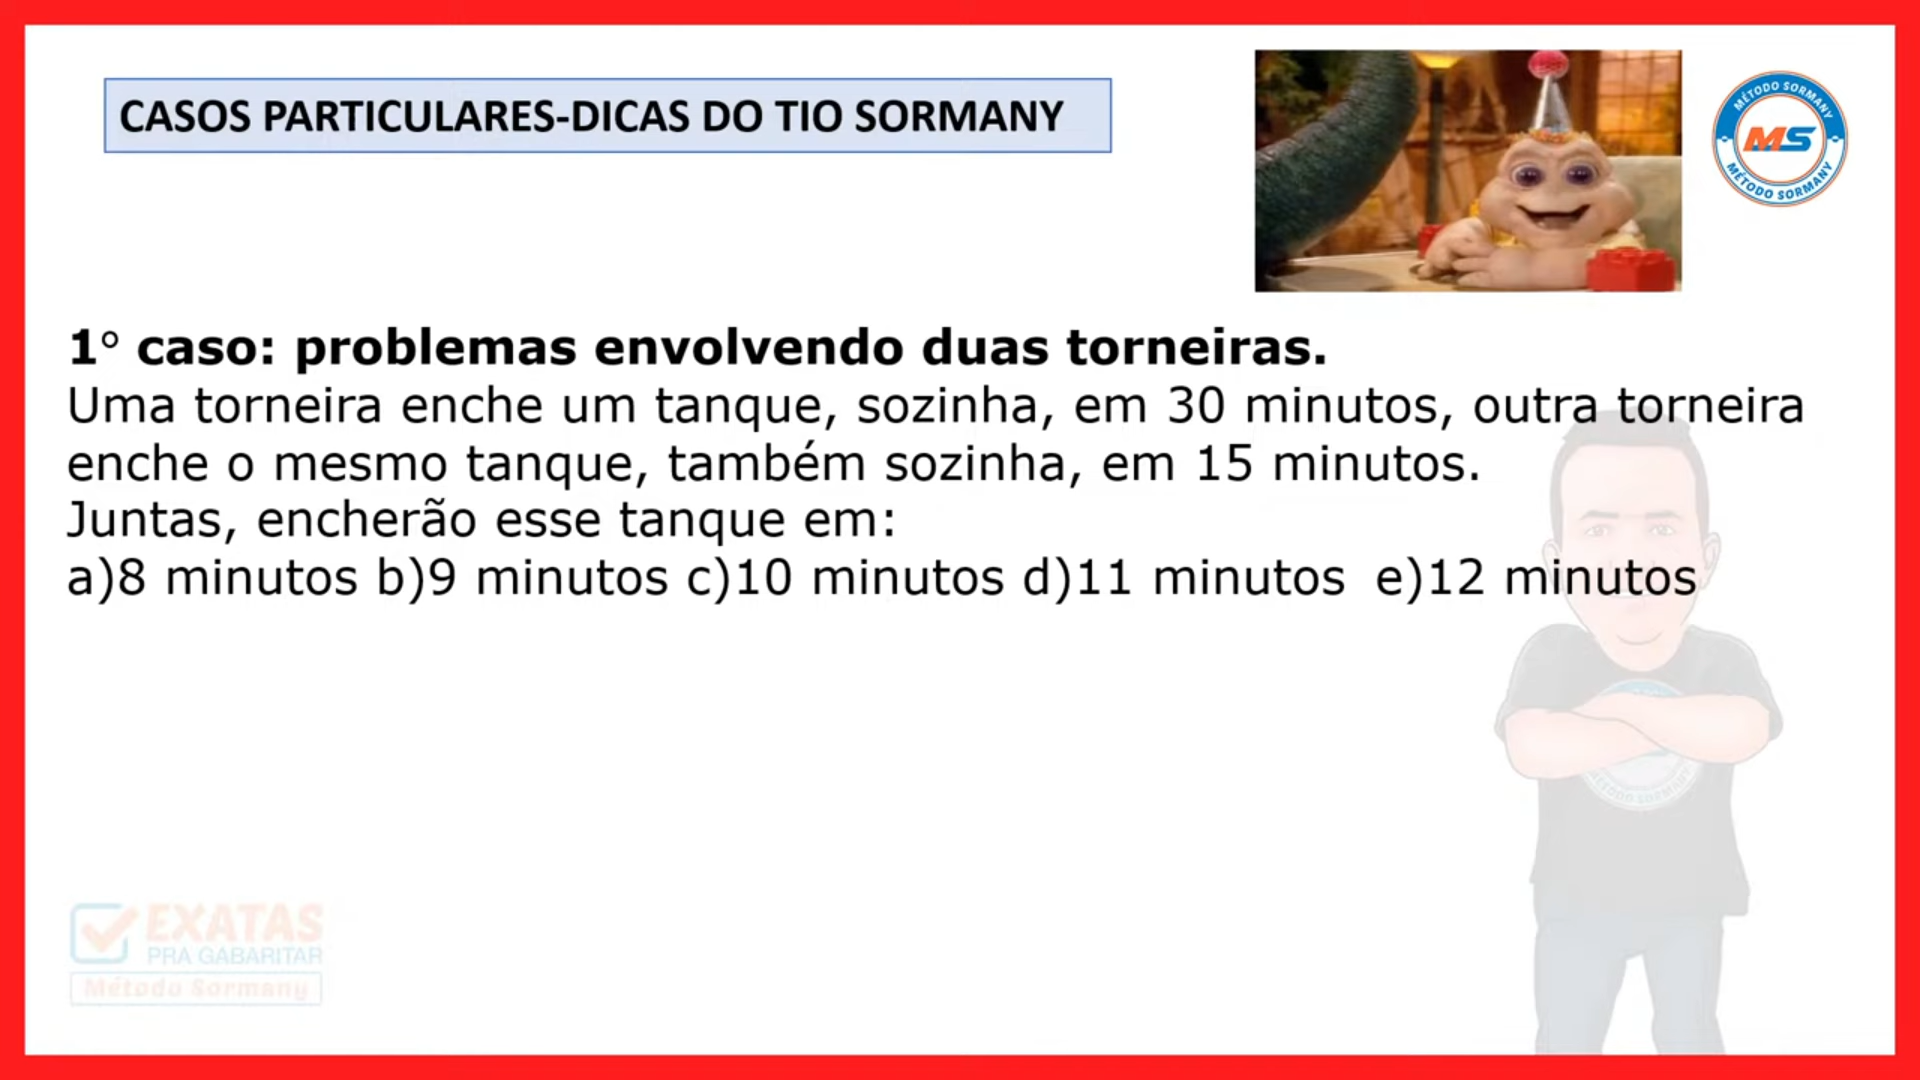 CASOS PARTICULARES-DICAS DO TIO SORMANY
MÉTODO SORMANY
MS
MÉTODO SORMANY
1° caso: problemas envolvendo duas torneiras.
Uma torneira enche um tanque, sozinha, em 30 minutos, outra torneira
enche o mesmo tanque, também sozinha, em 15 minutos.
Juntas, encherão esse tanque em:
a)8 minutos b)9 minutos c)10 minutos d)11 minutos e)12 minutos
MÉTODO SORMANY
EXATAS
PRA GABARITAR
Método Sormany